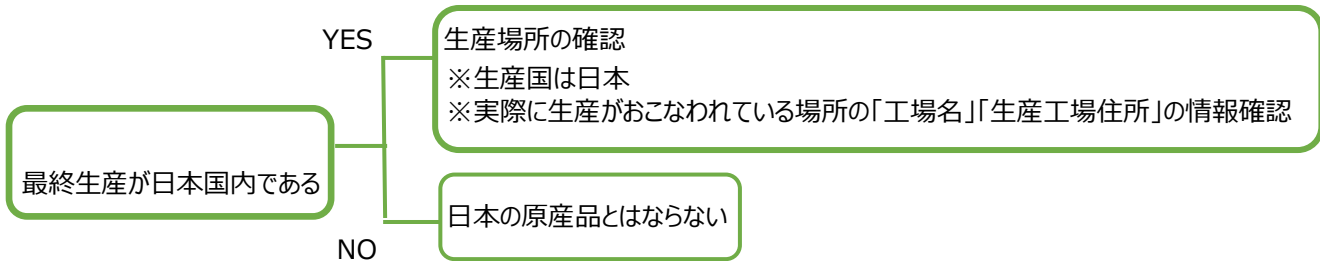 YES
生産場所の確認
※生産国は日本
※実際に生産がおこなわれている場所の「工場名」「生産工場住所」の情報確認
最終生産が日本国内である
日本の原産品とはならない
NO